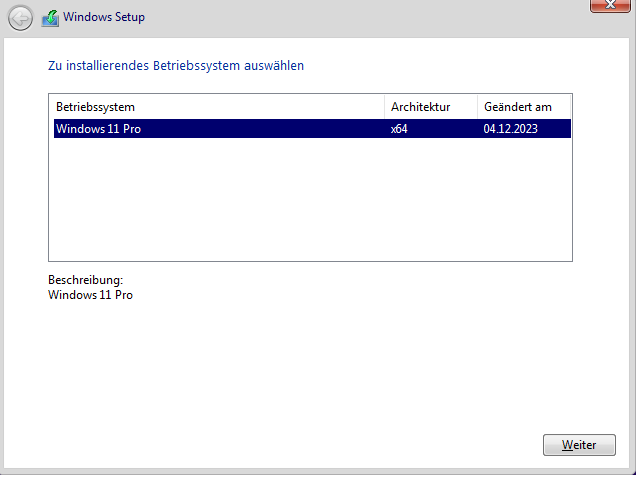 Windows Setup
Zu installierendes Betriebssystem auswählen
Betriebssystem Architektur Geändert am
Windows 11 Pro x64 04.12.2023
Beschreibung:
Windows 11 Pro
Weiter